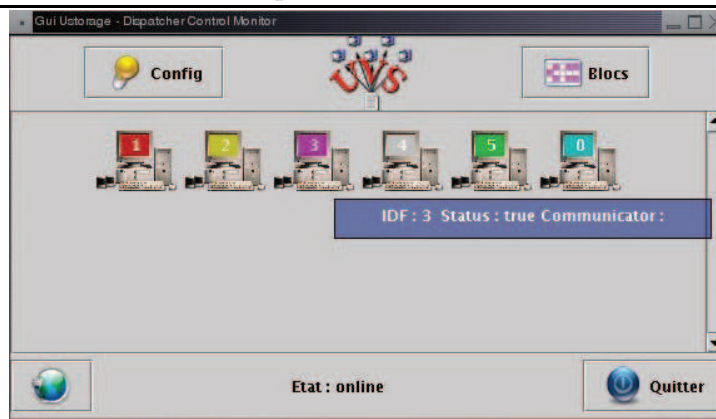 Gui Ustorage - Dispatcher Control Monitor
Config
UVS
Blocs
1 2 3 4 5 0
IDF : 3 Status : true Communicator :
Etat : online
Quitter